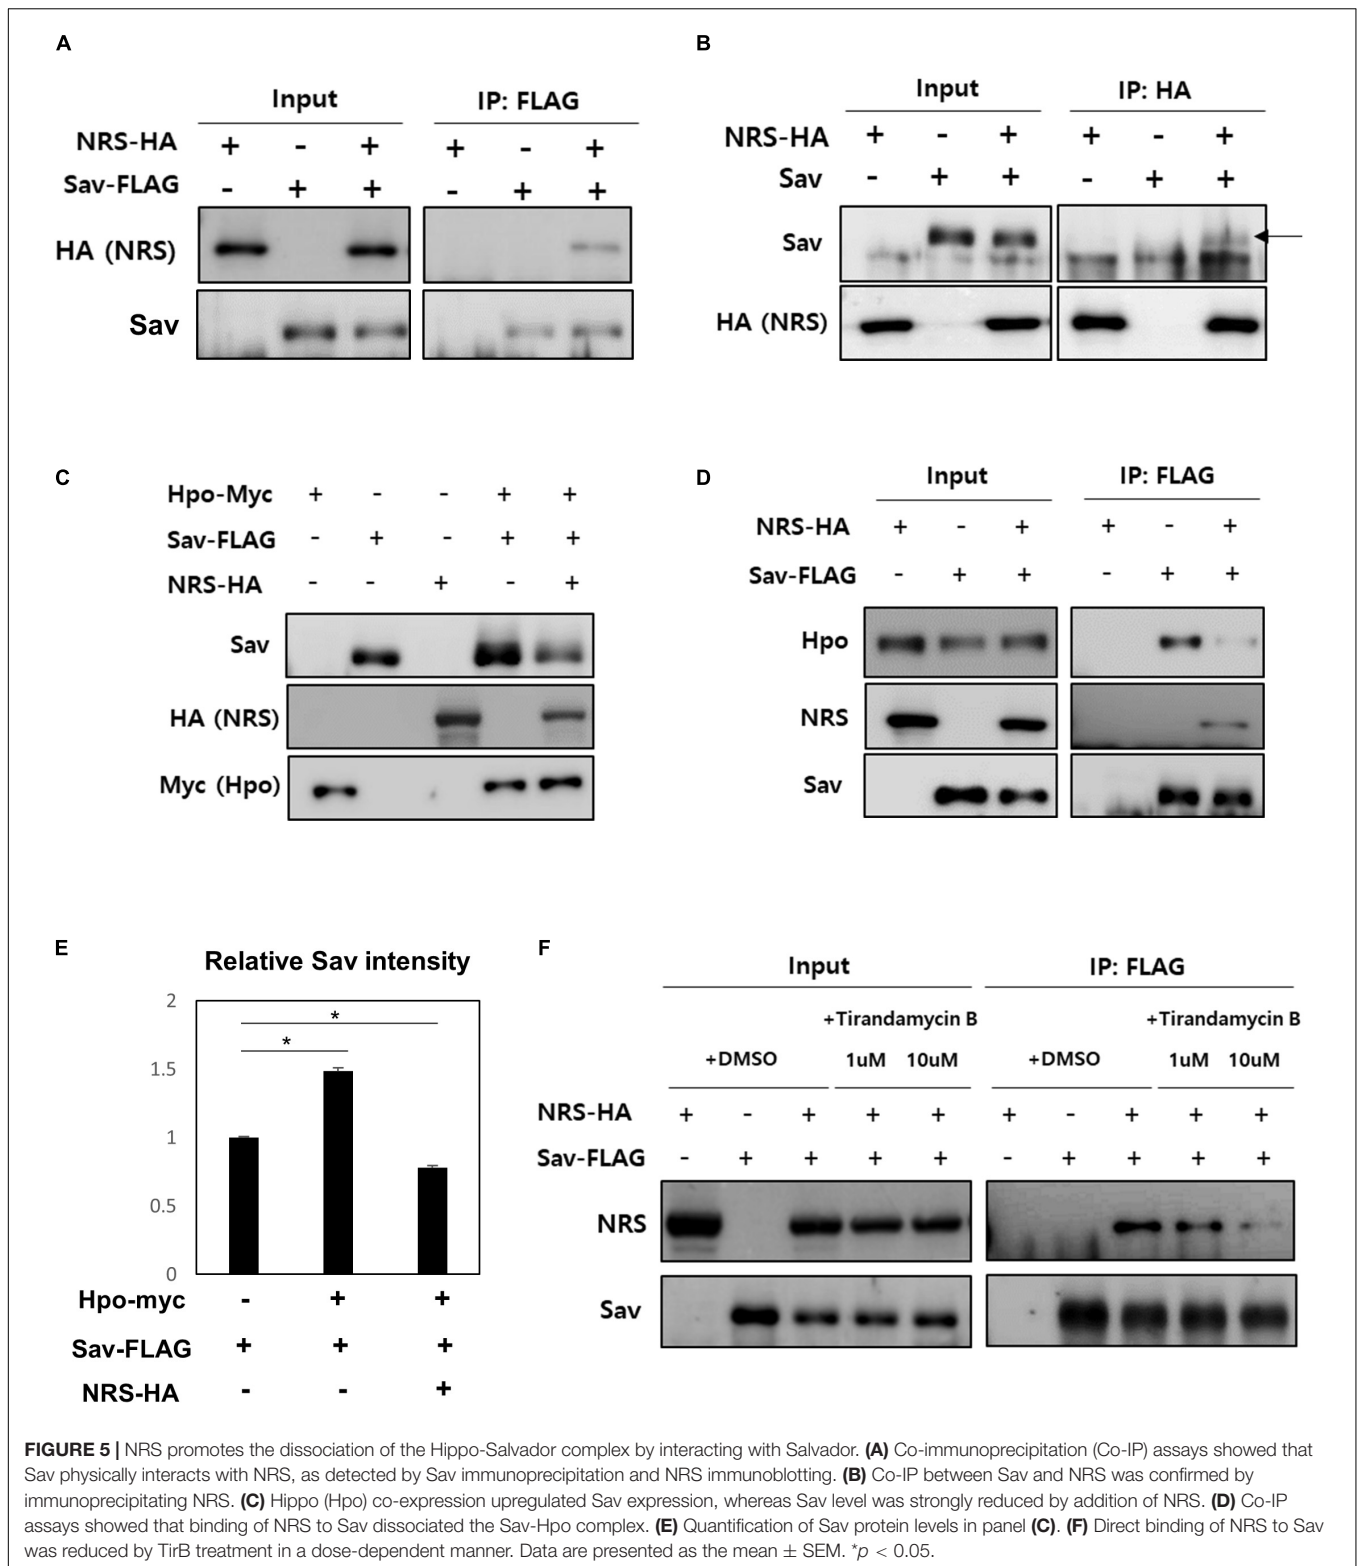 A
Input IP: FLAG
NRS-HA + - + + - +
Sav-FLAG - + + - + +
HA (NRS)
Sav
B
Input IP: HA
NRS-HA + - + + - +
Sav - + + - + +
Sav
HA (NRS)
C
Hpo-Myc + - - + +
Sav-FLAG - + - + +
NRS-HA - - + - +
Sav
HA (NRS)
Myc (Hpo)
D
Input IP: FLAG
NRS-HA + - + + - +
Sav-FLAG - + + - + +
Hpo
NRS
Sav
E
Relative Sav intensity
2
1.5
1
0.5
0
* *
Hpo-myc - + +
Sav-FLAG + + +
NRS-HA - - +
F
Input IP: FLAG
+Tirandamycin B +Tirandamycin B
+DMSO 1uM 10uM +DMSO 1uM 10uM
NRS-HA + - + + + + - + + +
Sav-FLAG - + + + + - + + + +
NRS
Sav
FIGURE 5 | NRS promotes the dissociation of the Hippo-Salvador complex by interacting with Salvador. (A) Co-immunoprecipitation (Co-IP) assays showed that
Sav physically interacts with NRS, as detected by Sav immunoprecipitation and NRS immunoblotting. (B) Co-IP between Sav and NRS was confirmed by
immunoprecipitating NRS. (C) Hippo (Hpo) co-expression upregulated Sav expression, whereas Sav level was strongly reduced by addition of NRS. (D) Co-IP
assays showed that binding of NRS to Sav dissociated the Sav-Hpo complex. (E) Quantification of Sav protein levels in panel (C). (F) Direct binding of NRS to Sav
was reduced by TirB treatment in a dose-dependent manner. Data are presented as the mean ± SEM. *p < 0.05.